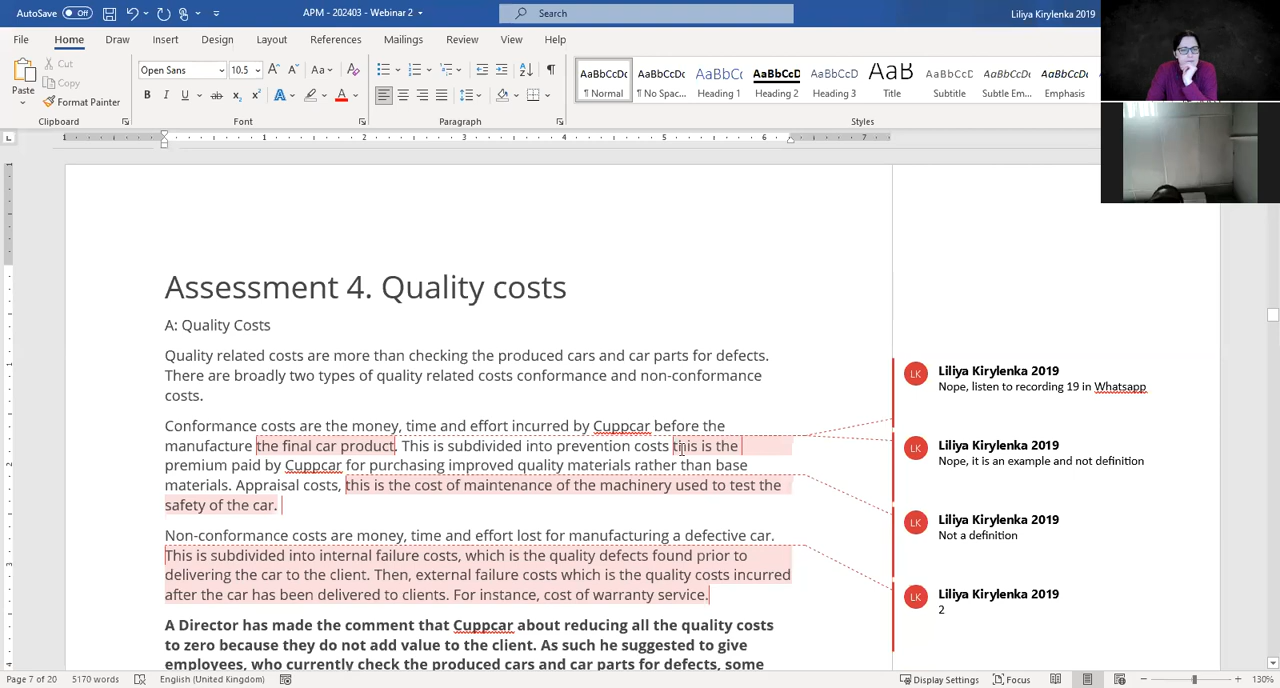 AutoSave Off APM - 202403 - Webinar 2 Search Liliya Kirylenka 2019
File Home Draw Insert Design Layout References Mailings Review View Help
Paste Cut Copy Format Painter
Open Sans 10.5
Clipboard Font Paragraph Styles
AaBbCcDc AaBbCcDc AaBbC AaBbCcD AaBbCcD AaB AaBbCcD AaBbCcD AaBbCcD
¶ Normal ¶ No Spac... Heading 1 Heading 2 Heading 3 Title Subtitle Subtle Em... Emphasis
Assessment 4. Quality costs
A: Quality Costs
Quality related costs are more than checking the produced cars and car parts for defects.
There are broadly two types of quality related costs conformance and non-conformance
costs.
Conformance costs are the money, time and effort incurred by Cuppcar before the
manufacture the final car product. This is subdivided into prevention costs this is the
premium paid by Cuppcar for purchasing improved quality materials rather than base
materials. Appraisal costs, this is the cost of maintenance of the machinery used to test the
safety of the car.
Non-conformance costs are money, time and effort lost for manufacturing a defective car.
This is subdivided into internal failure costs, which is the quality defects found prior to
delivering the car to the client. Then, external failure costs which is the quality costs incurred
after the car has been delivered to clients. For instance, cost of warranty service.
A Director has made the comment that Cuppcar about reducing all the quality costs
to zero because they do not add value to the client. As such he suggested to give
employees, who currently check the produced cars and car parts for defects, some
LK Liliya Kirylenka 2019
Nope, listen to recording 19 in Whatsapp
LK Liliya Kirylenka 2019
Nope, it is an example and not definition
LK Liliya Kirylenka 2019
Not a definition
LK Liliya Kirylenka 2019
2
Page 7 of 20 5170 words English (United Kingdom) Display Settings Focus 130%